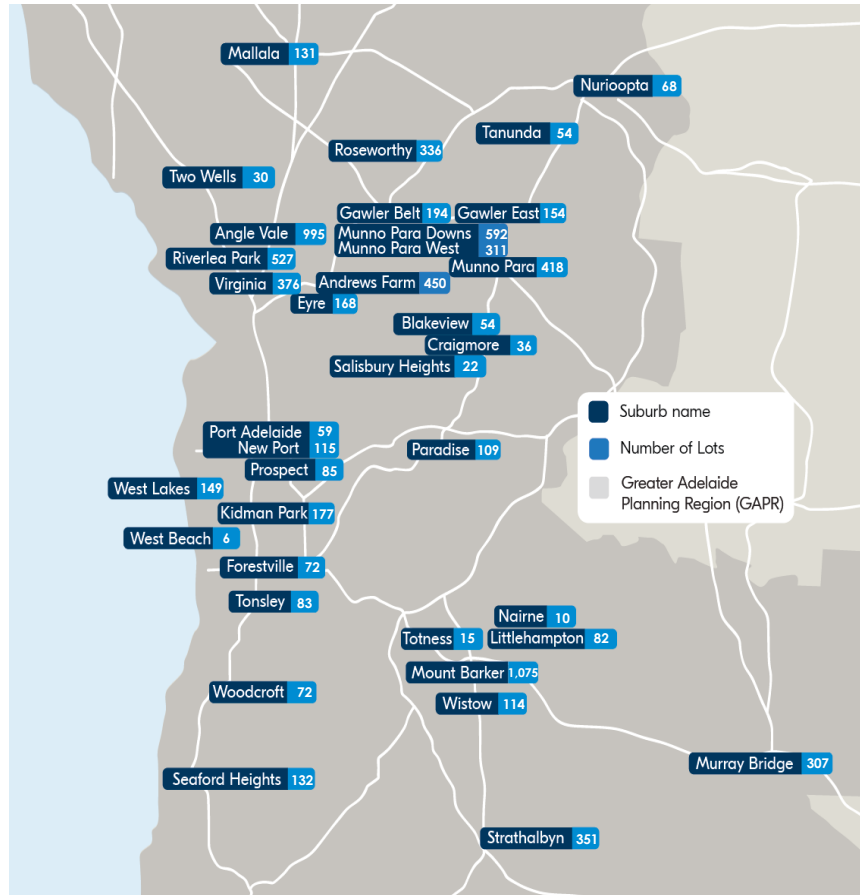 Mallala 131
Nurioopta 68
Tanunda 54
Roseworthy 336
Two Wells 30
Gawler Belt 194
Gawler East 154
Angle Vale 995
Munno Para Downs 592
Munno Para West 311
Riverlea Park 527
Munno Para 418
Virginia 376
Andrews Farm 450
Eyre 168
Blakeview 54
Craigmore 36
Salisbury Heights 22
Suburb name
Number of Lots
Greater Adelaide
Planning Region (GAPR)
Port Adelaide 59
New Port 115
Paradise 109
Prospect 85
West Lakes 149
Kidman Park 177
West Beach 6
Forestville 72
Tonsley 83
Nairne 10
Totness 15
Littlehampton 82
Mount Barker 1,075
Woodcroft 72
Wistow 114
Murray Bridge 307
Seaford Heights 132
Strathalbyn 351